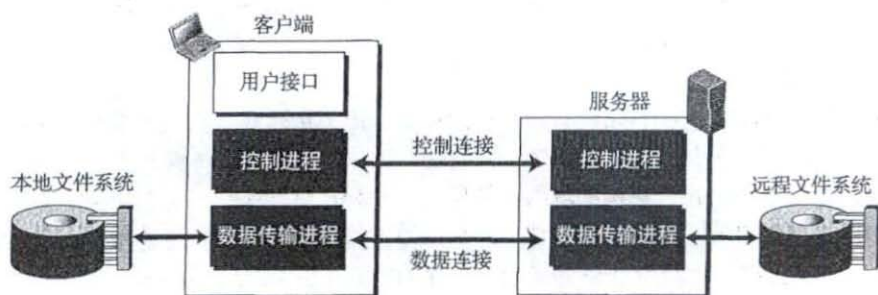 客户端
用户接口
服务器
控制进程
控制连接
控制进程
本地文件系统
远程文件系统
数据传输进程
数据连接
数据传输进程